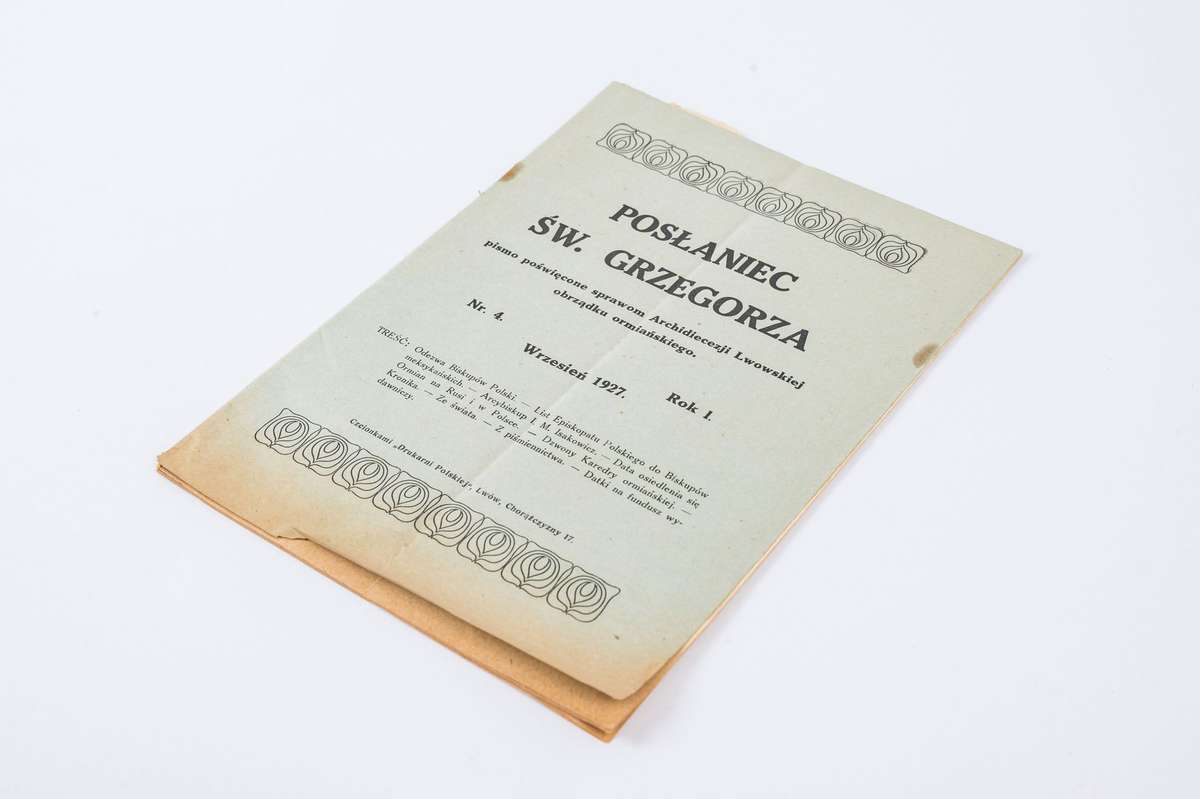 POSŁANIEC
ŚW. GRZEGORZA
pismo poświęcone sprawom Archidiecezji Lwowskiej
obrządku ormiańskiego.
Nr. 4. Wrzesień 1927. Rok I.
TREŚĆ: Odezwa Biskupów Polski. — List Episkopatu Polskiego do Biskupów
meksykańskich. — Arcybiskup I. M. Isakowicz. — Data osiedlenia się
Ormian na Rusi i w Polsce. — Dzwony Karedry ormiańskiej. —
Kronika. — Ze świata. — Z piśmiennictwa. — Datki na fundusz wy-
dawniczy.
Czcionkami „Drukarni Polskiej", Lwów, Chorążczyzny 17.